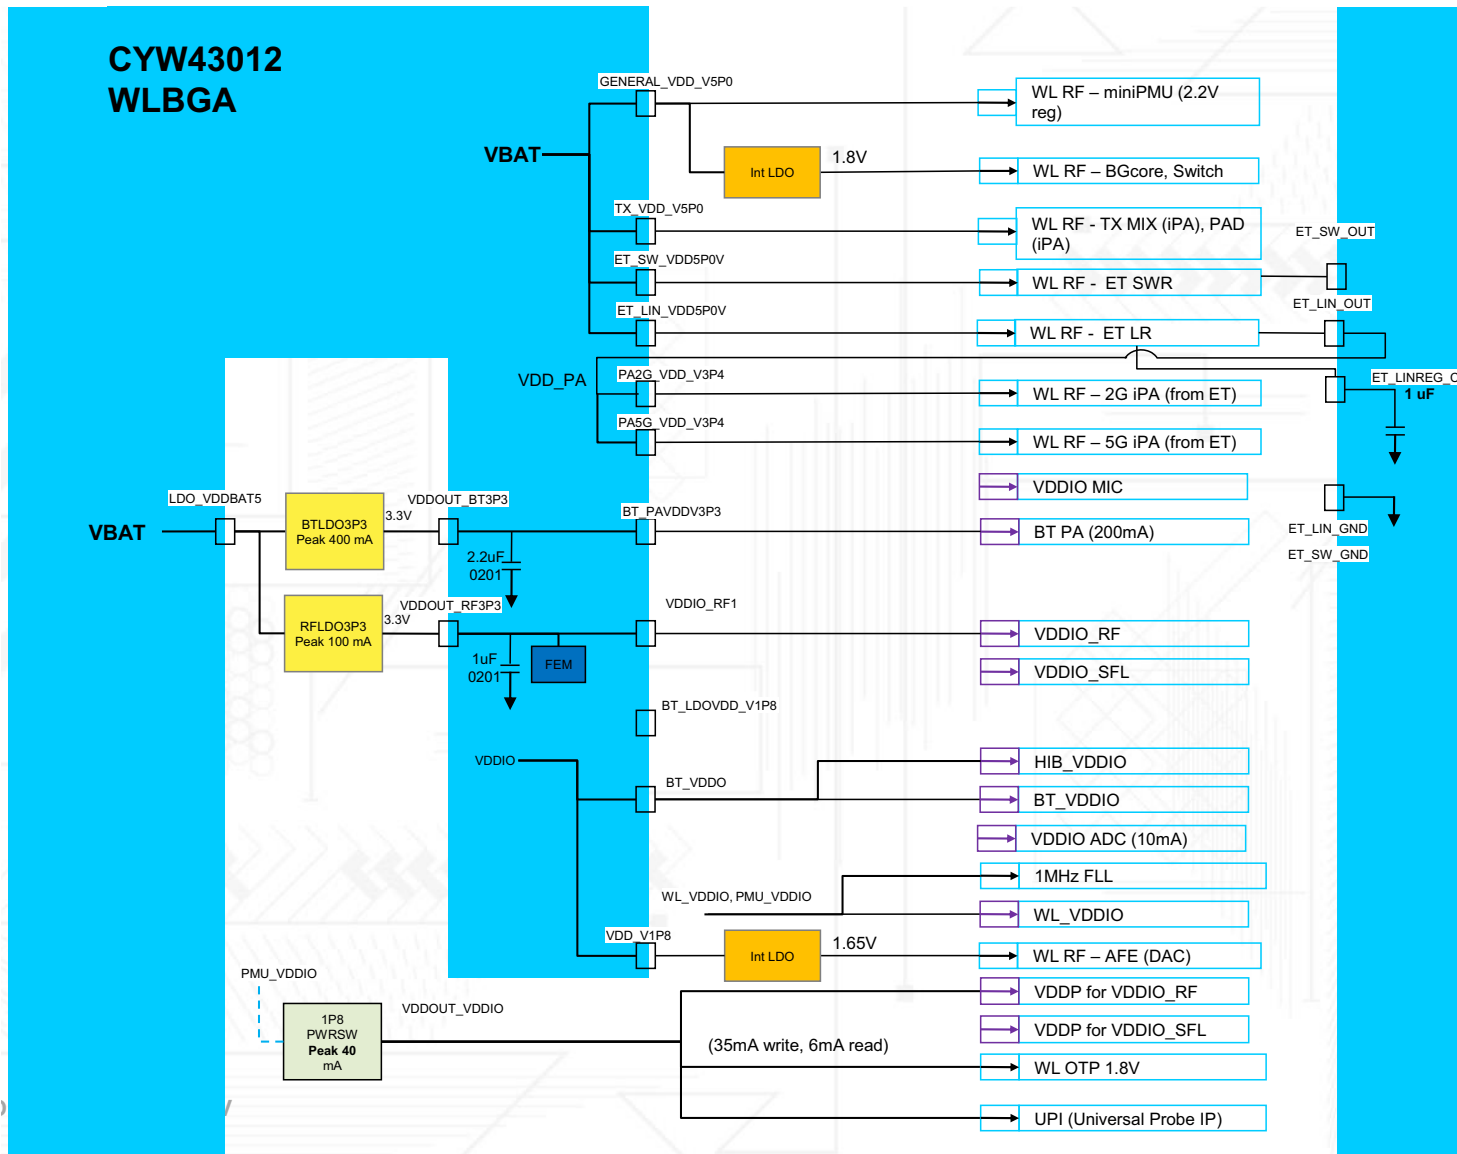 CYW43012
WLBGA
GENERAL_VDD_V5P0
WL RF – miniPMU (2.2V
reg)
VBAT
Int LDO
1.8V
WL RF – BGcore, Switch
TX_VDD_V5P0
WL RF - TX MIX (iPA), PAD
(iPA)
ET_SW_OUT
ET_SW_VDD5P0V
WL RF - ET SWR
ET_LIN_OUT
ET_LIN_VDD5P0V
WL RF - ET LR
VDD_PA
PA2G_VDD_V3P4
WL RF – 2G iPA (from ET)
ET_LINREG_C
1 uF
PA5G_VDD_V3P4
WL RF – 5G iPA (from ET)
VDDIO MIC
LDO_VDDBAT5
VDDOUT_BT3P3
BT_PAVDDV3P3
VBAT
BTLDO3P3
Peak 400 mA
3.3V
BT PA (200mA)
ET_LIN_GND
ET_SW_GND
2.2uF
0201
VDDOUT_RF3P3
VDDIO_RF1
RFLDO3P3
Peak 100 mA
3.3V
VDDIO_RF
1uF
0201
FEM
VDDIO_SFL
BT_LDOVDD_V1P8
VDDIO
HIB_VDDIO
BT_VDDO
BT_VDDIO
VDDIO ADC (10mA)
1MHz FLL
WL_VDDIO, PMU_VDDIO
WL_VDDIO
VDD_V1P8
Int LDO
1.65V
WL RF – AFE (DAC)
PMU_VDDIO
VDDP for VDDIO_RF
VDDOUT_VDDIO
1P8
PWRSW
Peak 40
mA
VDDP for VDDIO_SFL
(35mA write, 6mA read)
WL OTP 1.8V
UPI (Universal Probe IP)